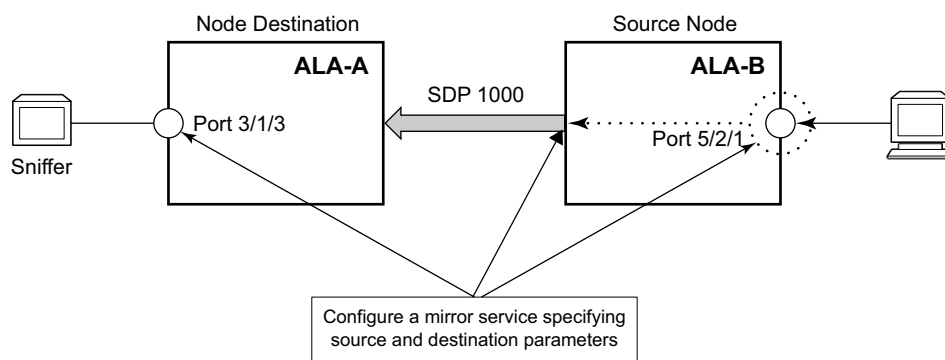 Node Destination
Source Node
ALA-A
ALA-B
SDP 1000
Port 3/1/3
Port 5/2/1
Sniffer
Configure a mirror service specifying
source and destination parameters